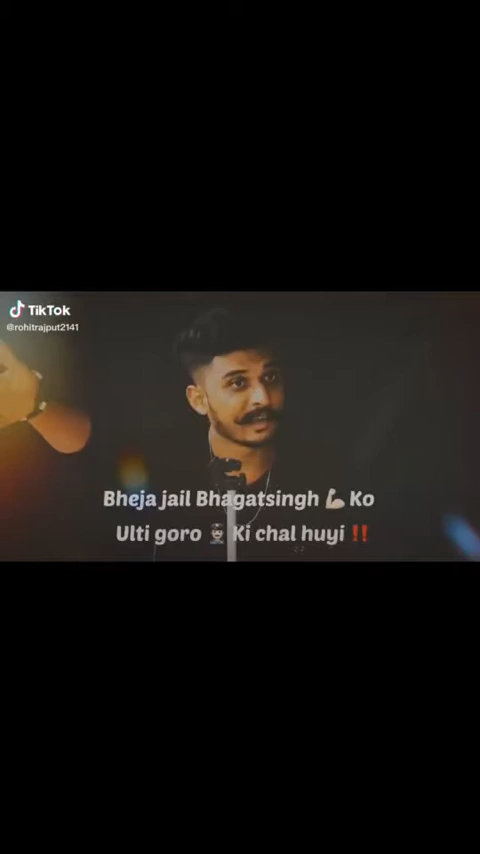 TikTok
@rohitrajput2141
Bheja jail Bhagatsingh 💪🏼 Ko
Ulti goro 👮🏻 Ki chal huyi ‼️